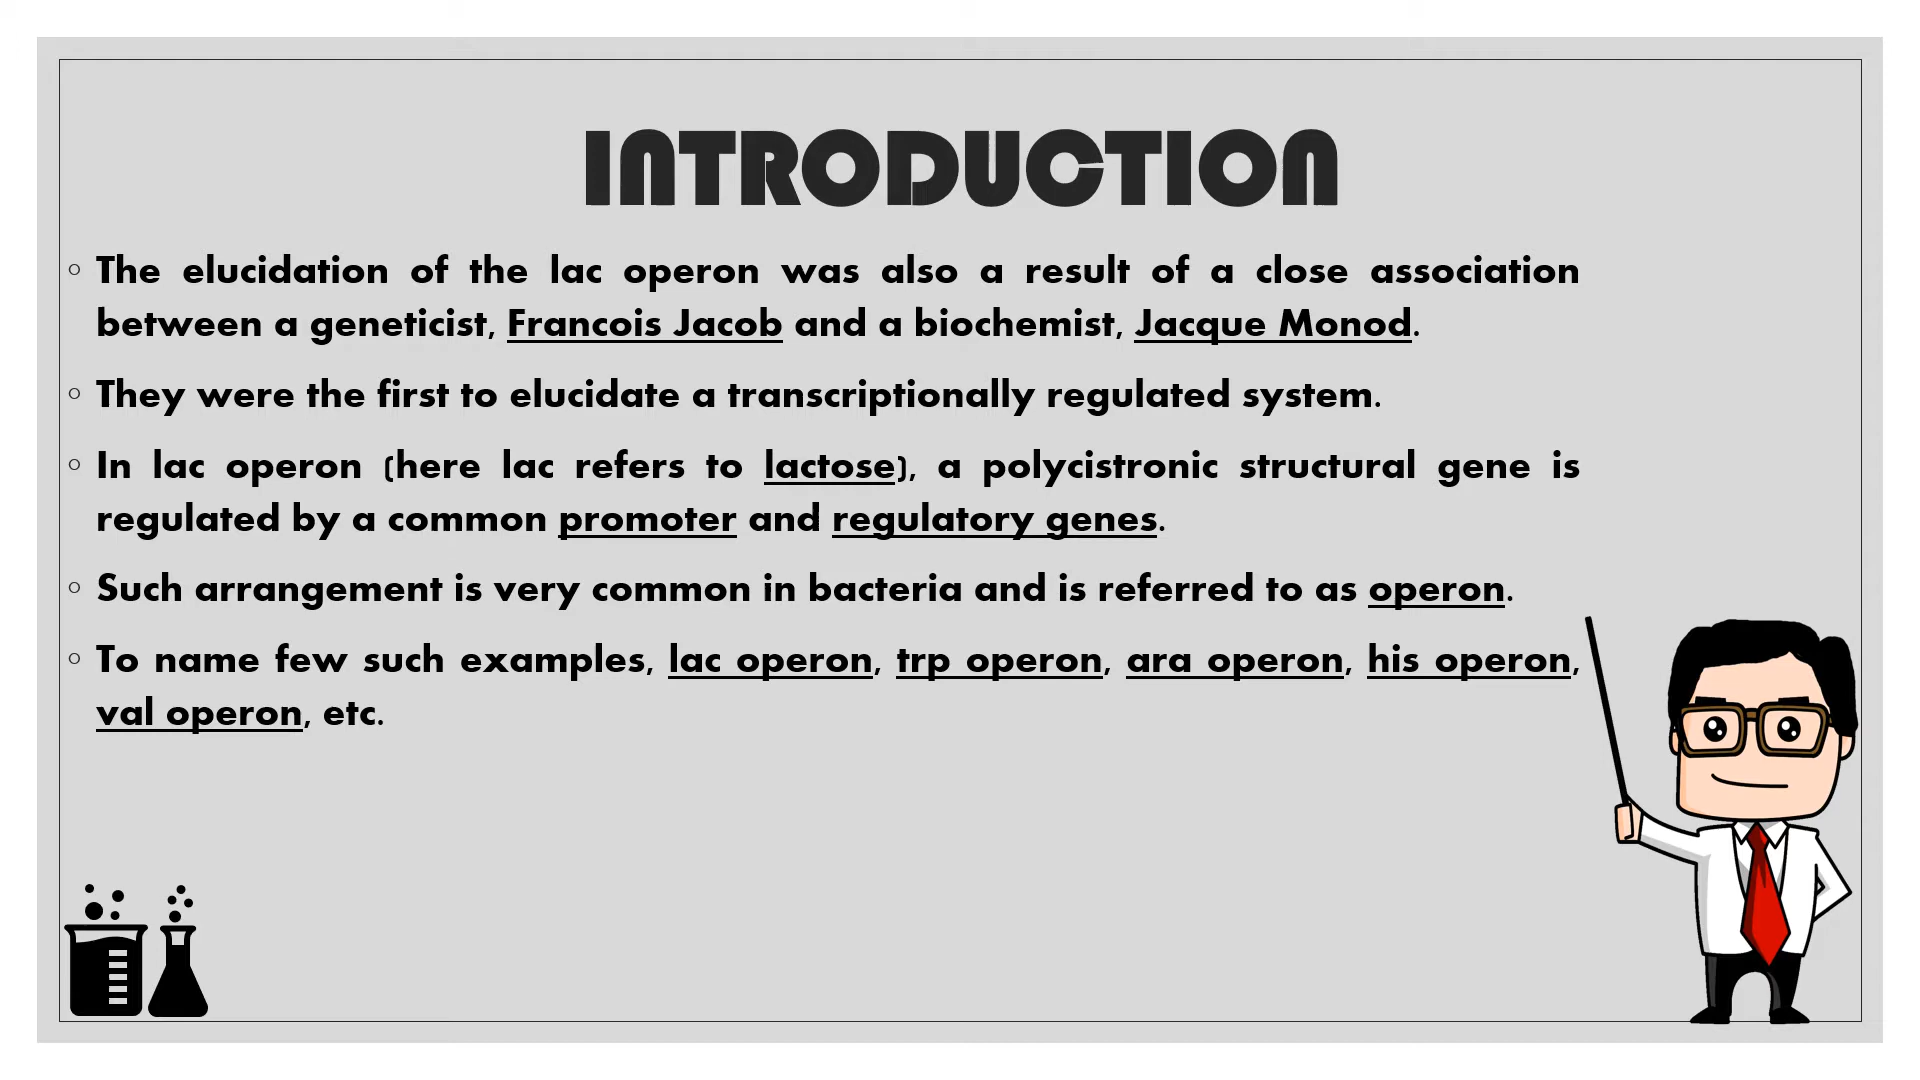 INTRODUCTION
◦ The elucidation of the lac operon was also a result of a close association
between a geneticist, Francois Jacob and a biochemist, Jacque Monod.
◦ They were the first to elucidate a transcriptionally regulated system.
◦ In lac operon (here lac refers to lactose), a polycistronic structural gene is
regulated by a common promoter and regulatory genes.
◦ Such arrangement is very common in bacteria and is referred to as operon.
◦ To name few such examples, lac operon, trp operon, ara operon, his operon,
val operon, etc.